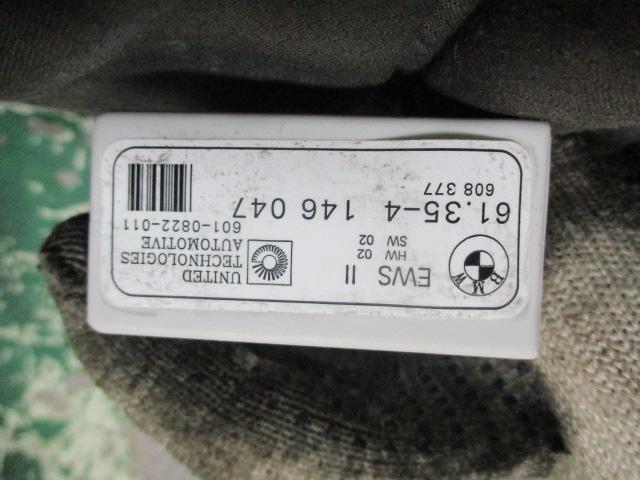 BMW
EWS II
HW 02
SW 02
UNITED
TECHNOLOGIES
AUTOMOTIVE
601-0822-011
61.35-4 146 047
608 377